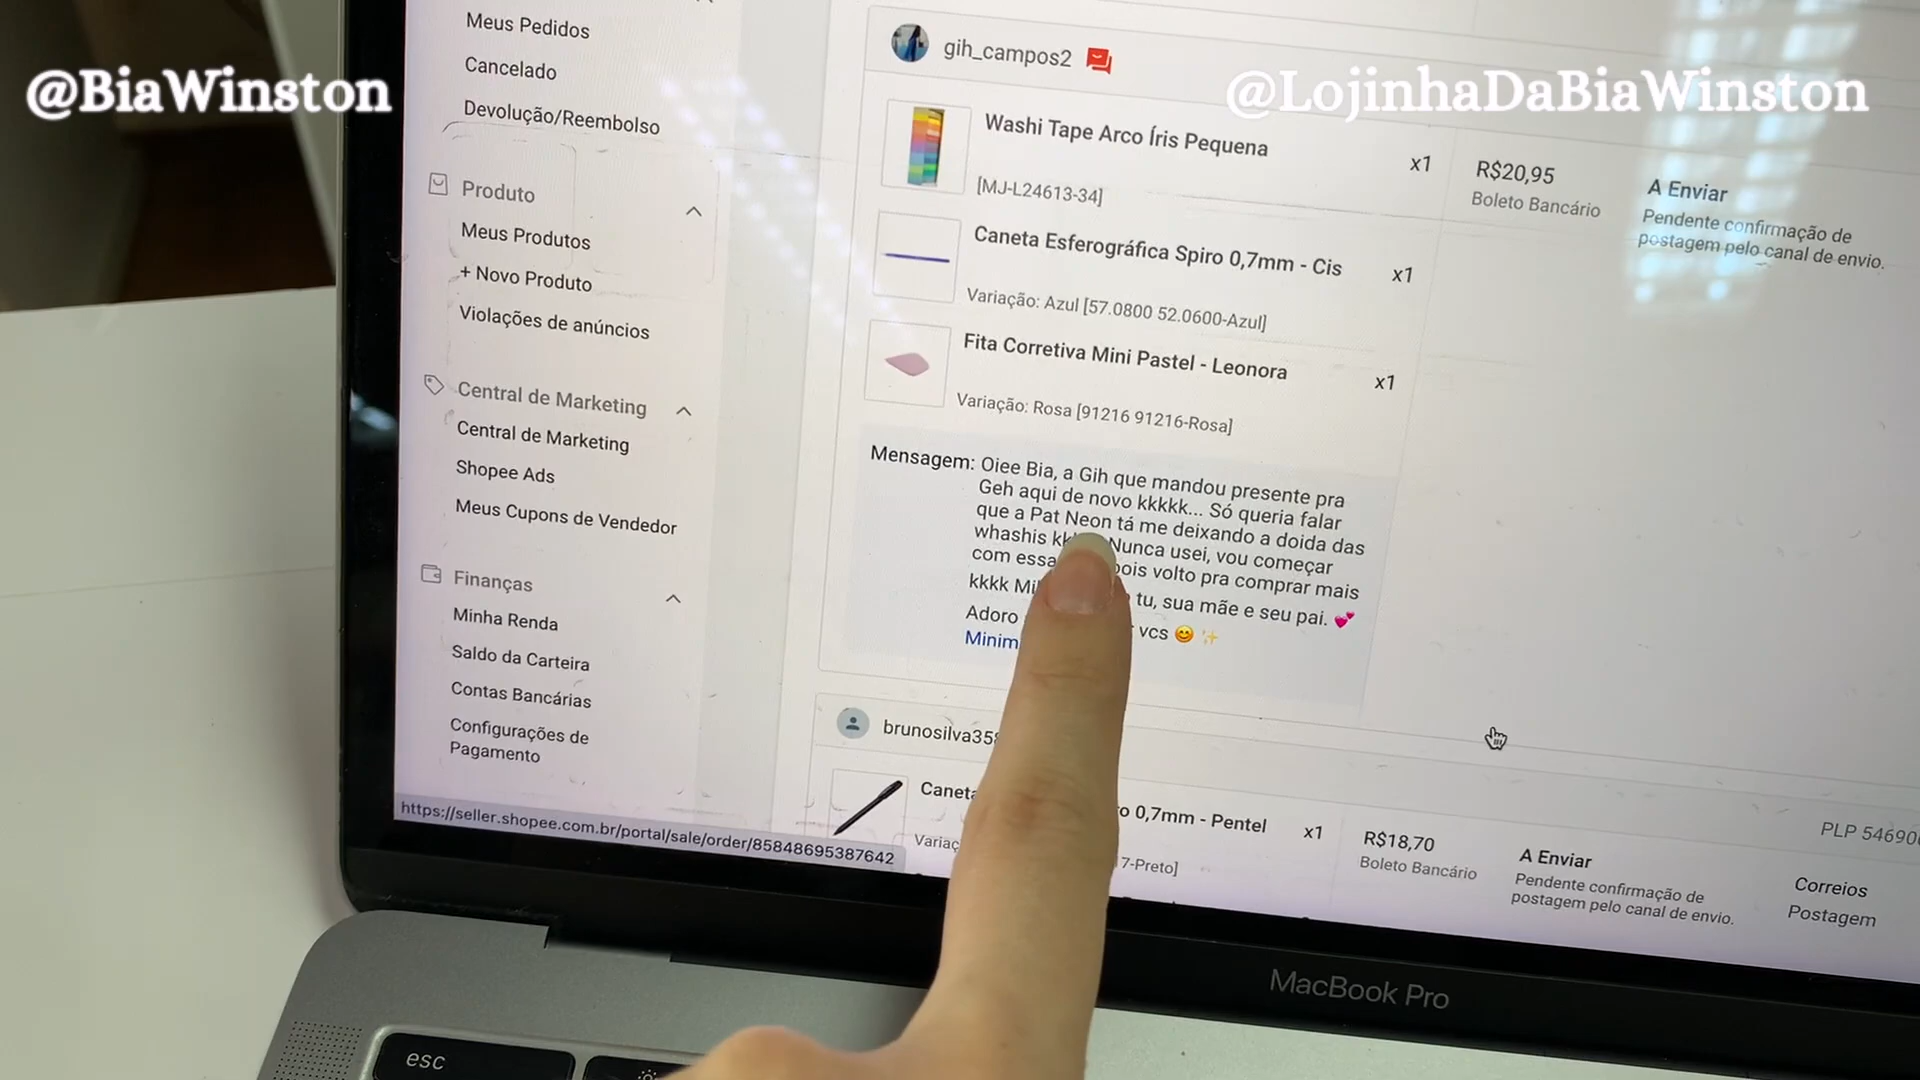 @BiaWinston
@LojinhaDaBiaWinston
Meus Pedidos
Cancelado
Devolução/Reembolso
Produto
Meus Produtos
+ Novo Produto
Violações de anúncios
Central de Marketing
Central de Marketing
Shopee Ads
Meus Cupons de Vendedor
Finanças
Minha Renda
Saldo da Carteira
Contas Bancárias
Configurações de
Pagamento
https://seller.shopee.com.br/portal/sale/order/85848695387642
gih_campos2
Washi Tape Arco Íris Pequena
x1
[MJ-L24613-34]
R$20,95
Boleto Bancário
A Enviar
Pendente confirmação de
postagem pelo canal de envio.
Caneta Esferográfica Spiro 0,7mm - Cis
x1
Variação: Azul [57.0800 52.0600-Azul]
Fita Corretiva Mini Pastel - Leonora
x1
Variação: Rosa [91216 91216-Rosa]
Mensagem: Oiee Bia, a Gih que mandou presente pra
Geh aqui de novo kkkkk... Só queria falar
que a Pat Neon tá me deixando a doida das
whashis Nunca usei, vou começar
com essa volto pra comprar mais
kkkk tu, sua mãe e seu pai. 💕
Adoro vcs 😊 ✨
brunosilva35
0,7mm - Pentel
x1
7-Preto]
R$18,70
Boleto Bancário
A Enviar
Pendente confirmação de
postagem pelo canal de envio.
PLP 54690
Correios
Postagem
MacBook Pro
esc